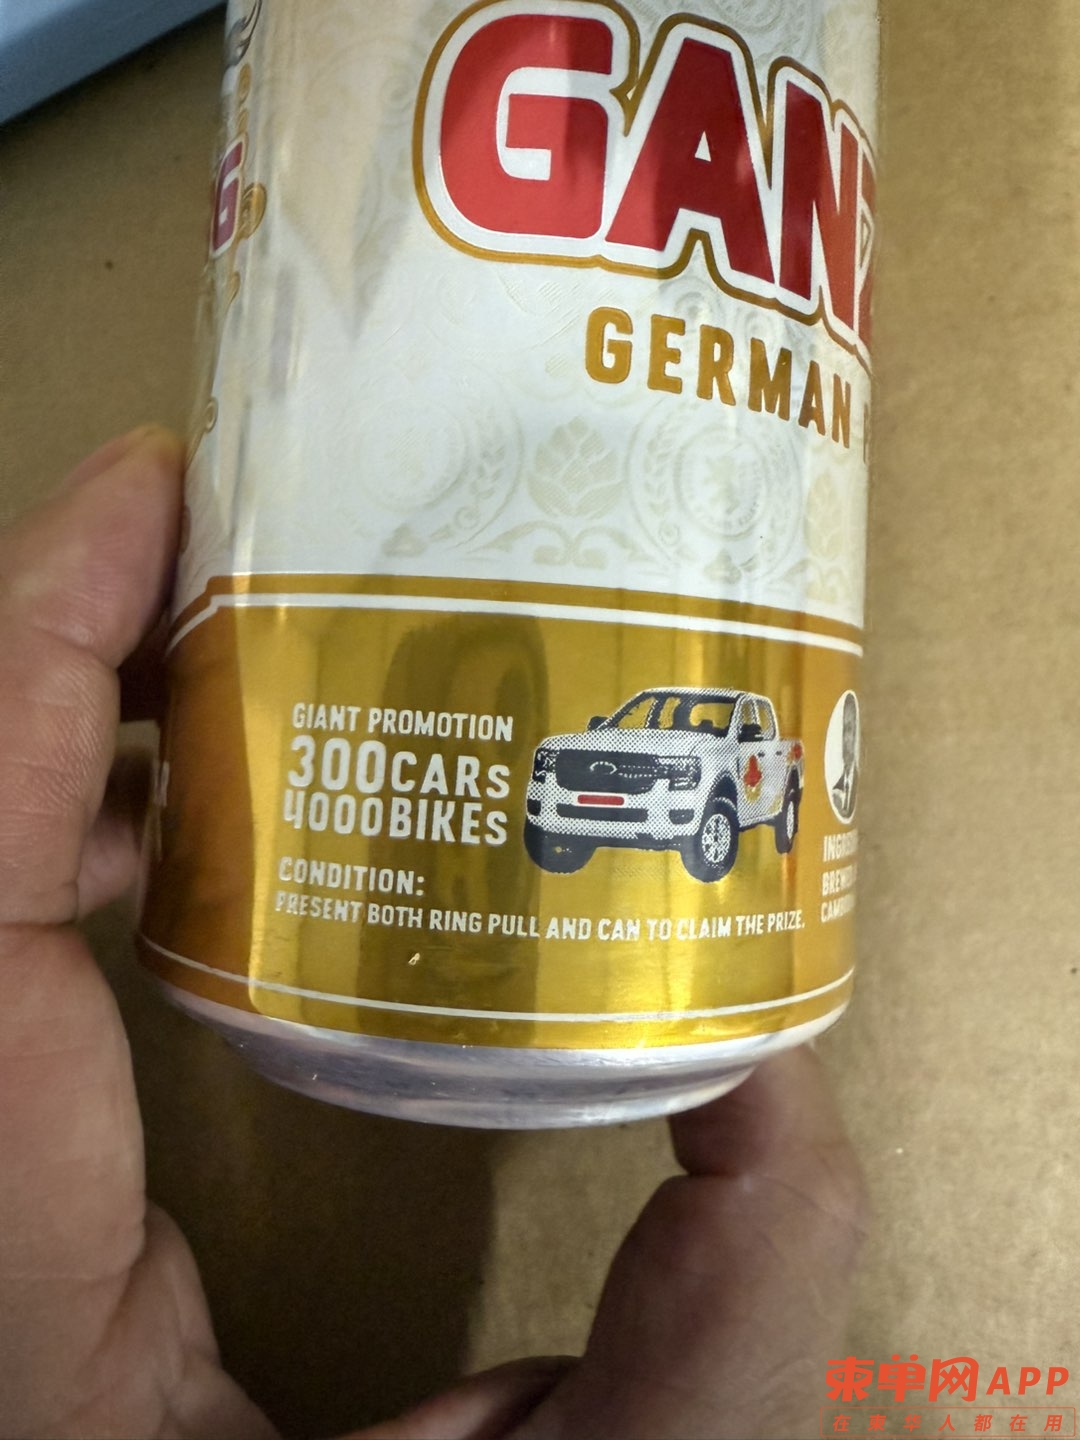 GERMAN
GIANT PROMOTION
300CARS
4000BIKES
CONDITION:
PRESENT BOTH RING PULL AND CAN TO CLAIM THE PRIZE.
柬单网APP
在柬华人都在用